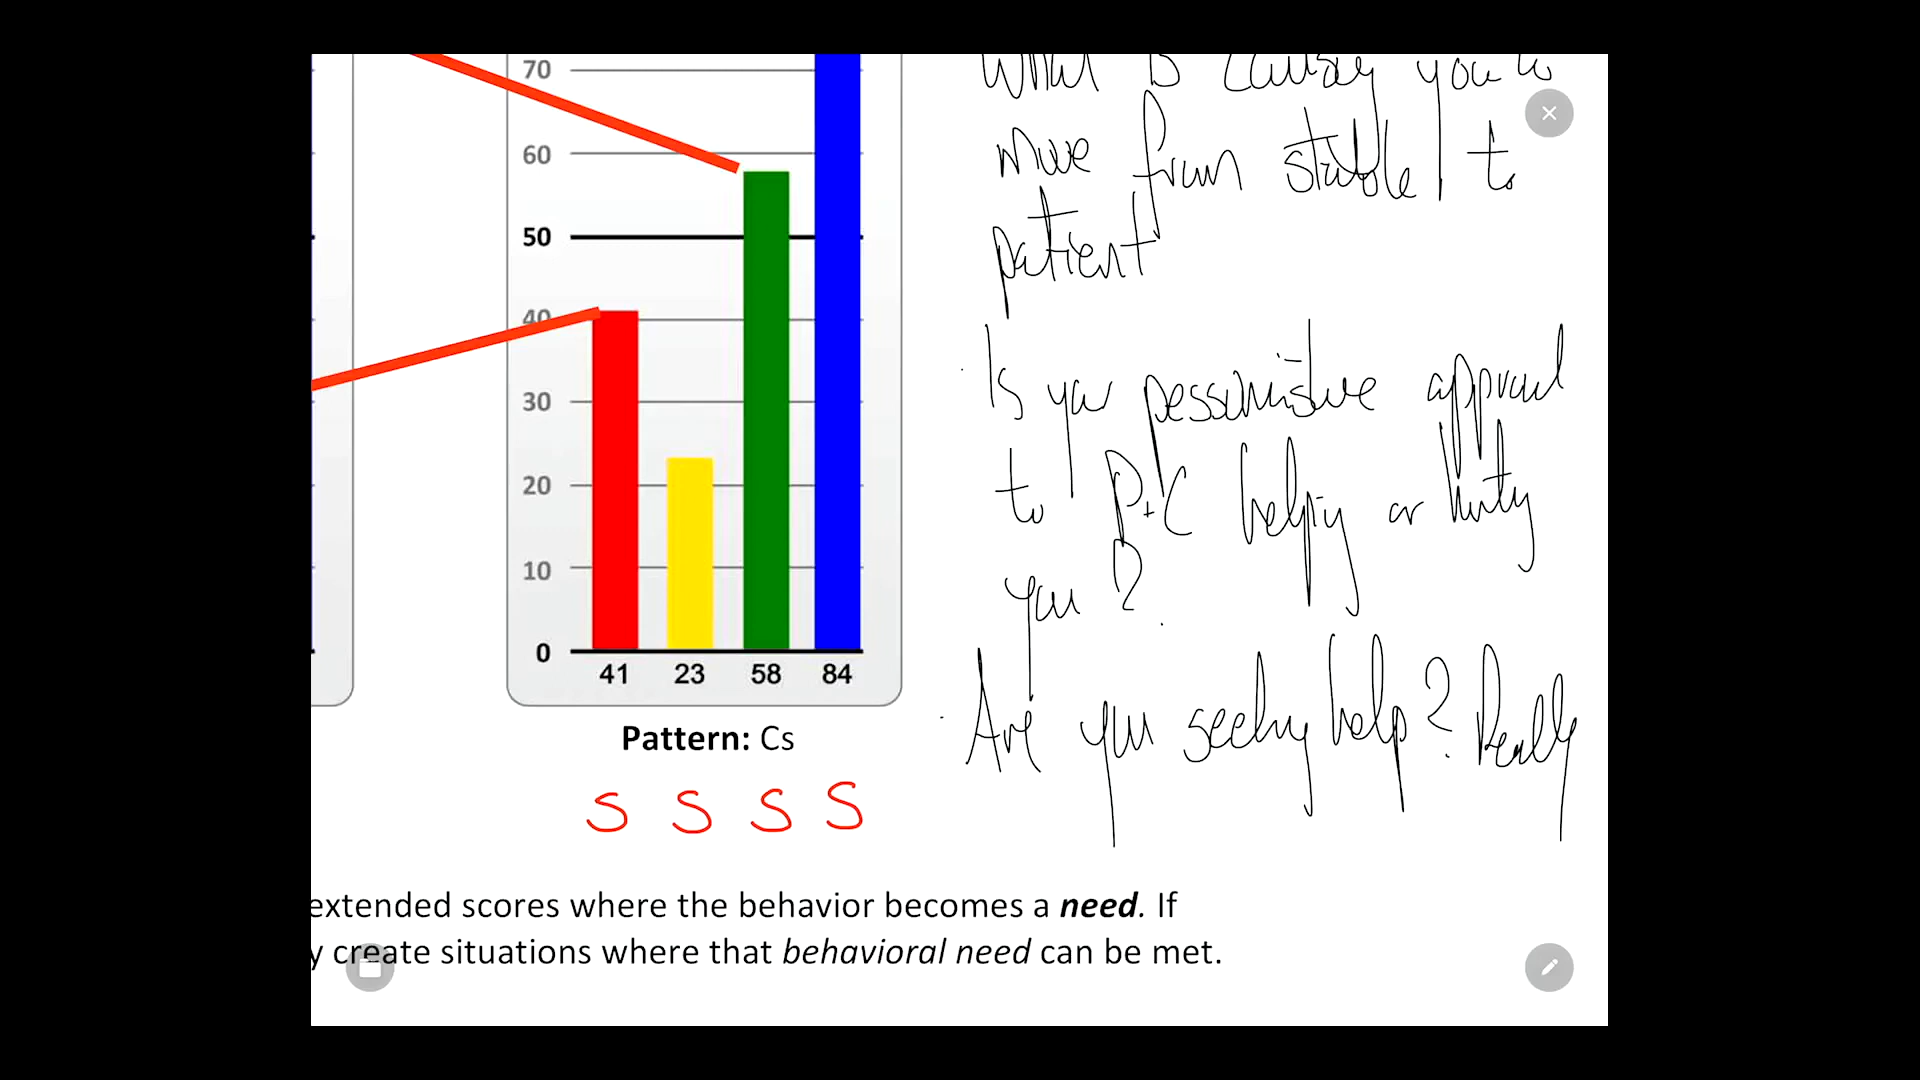 70
60
50
40
30
20
10
0
41 23 58 84
Pattern: Cs
S S S S
What is causing you to
move from stable to
patient
Is your pessimistive approach
to P+C helping or hurting
you?
Are you seeking help? Really
extended scores where the behavior becomes a need. If
y create situations where that behavioral need can be met.